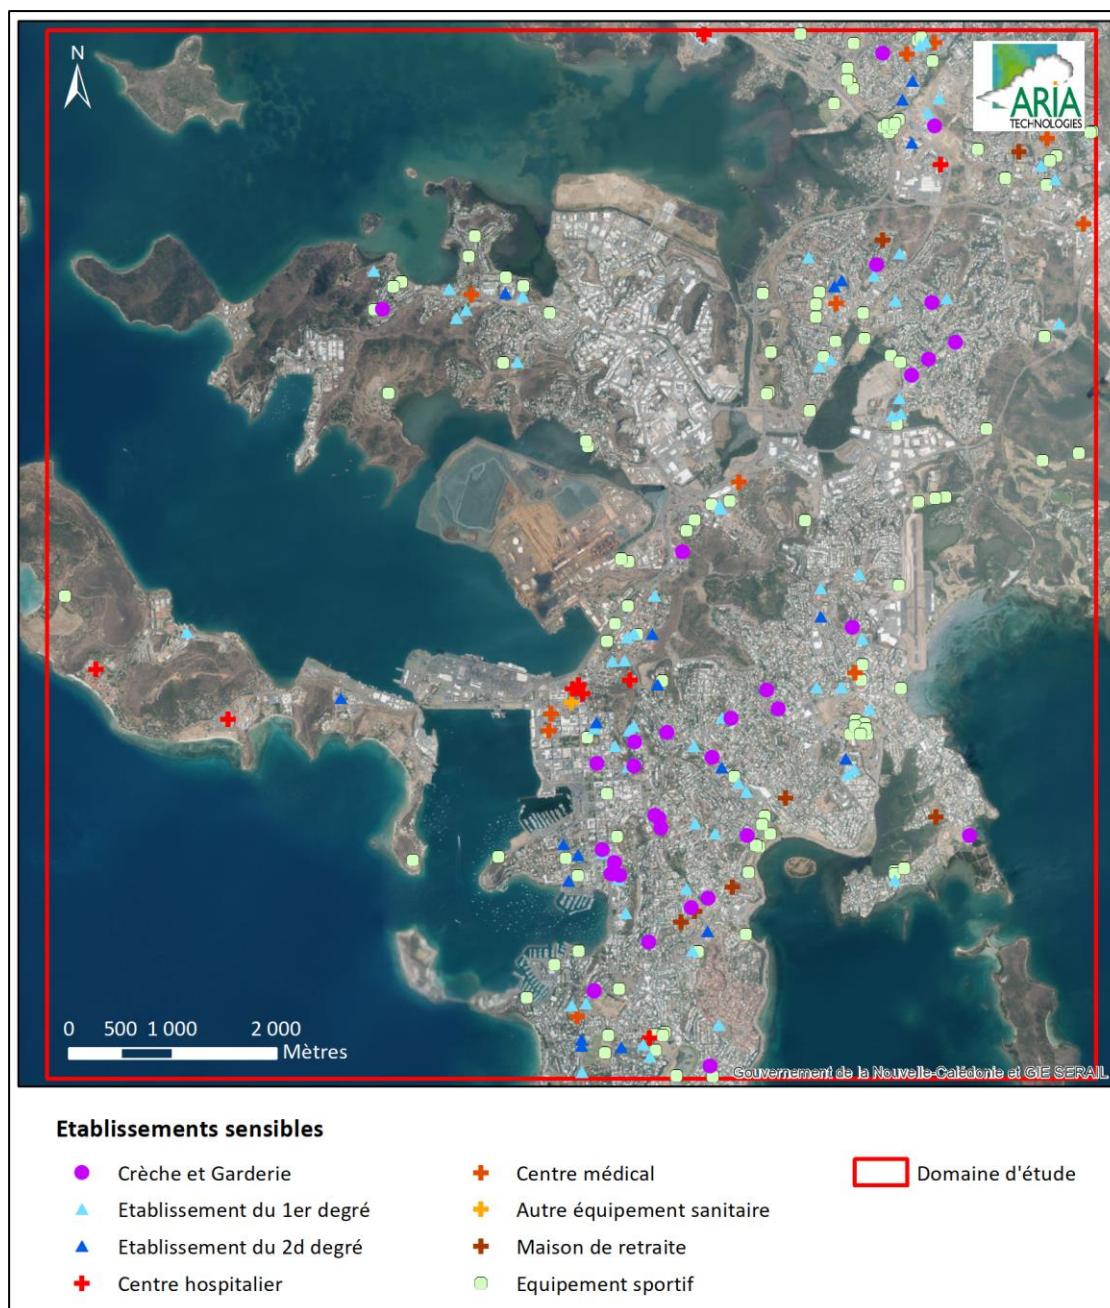 N
ARIA
TECHNOLOGIES
0 500 1 000 2 000
Mètres
Gouvernement de la Nouvelle-Calédonie et GIE SERAIL
Etablissements sensibles
Crèche et Garderie
Etablissement du 1er degré
Etablissement du 2d degré
Centre hospitalier
Centre médical
Autre équipement sanitaire
Maison de retraite
Equipement sportif
Domaine d'étude